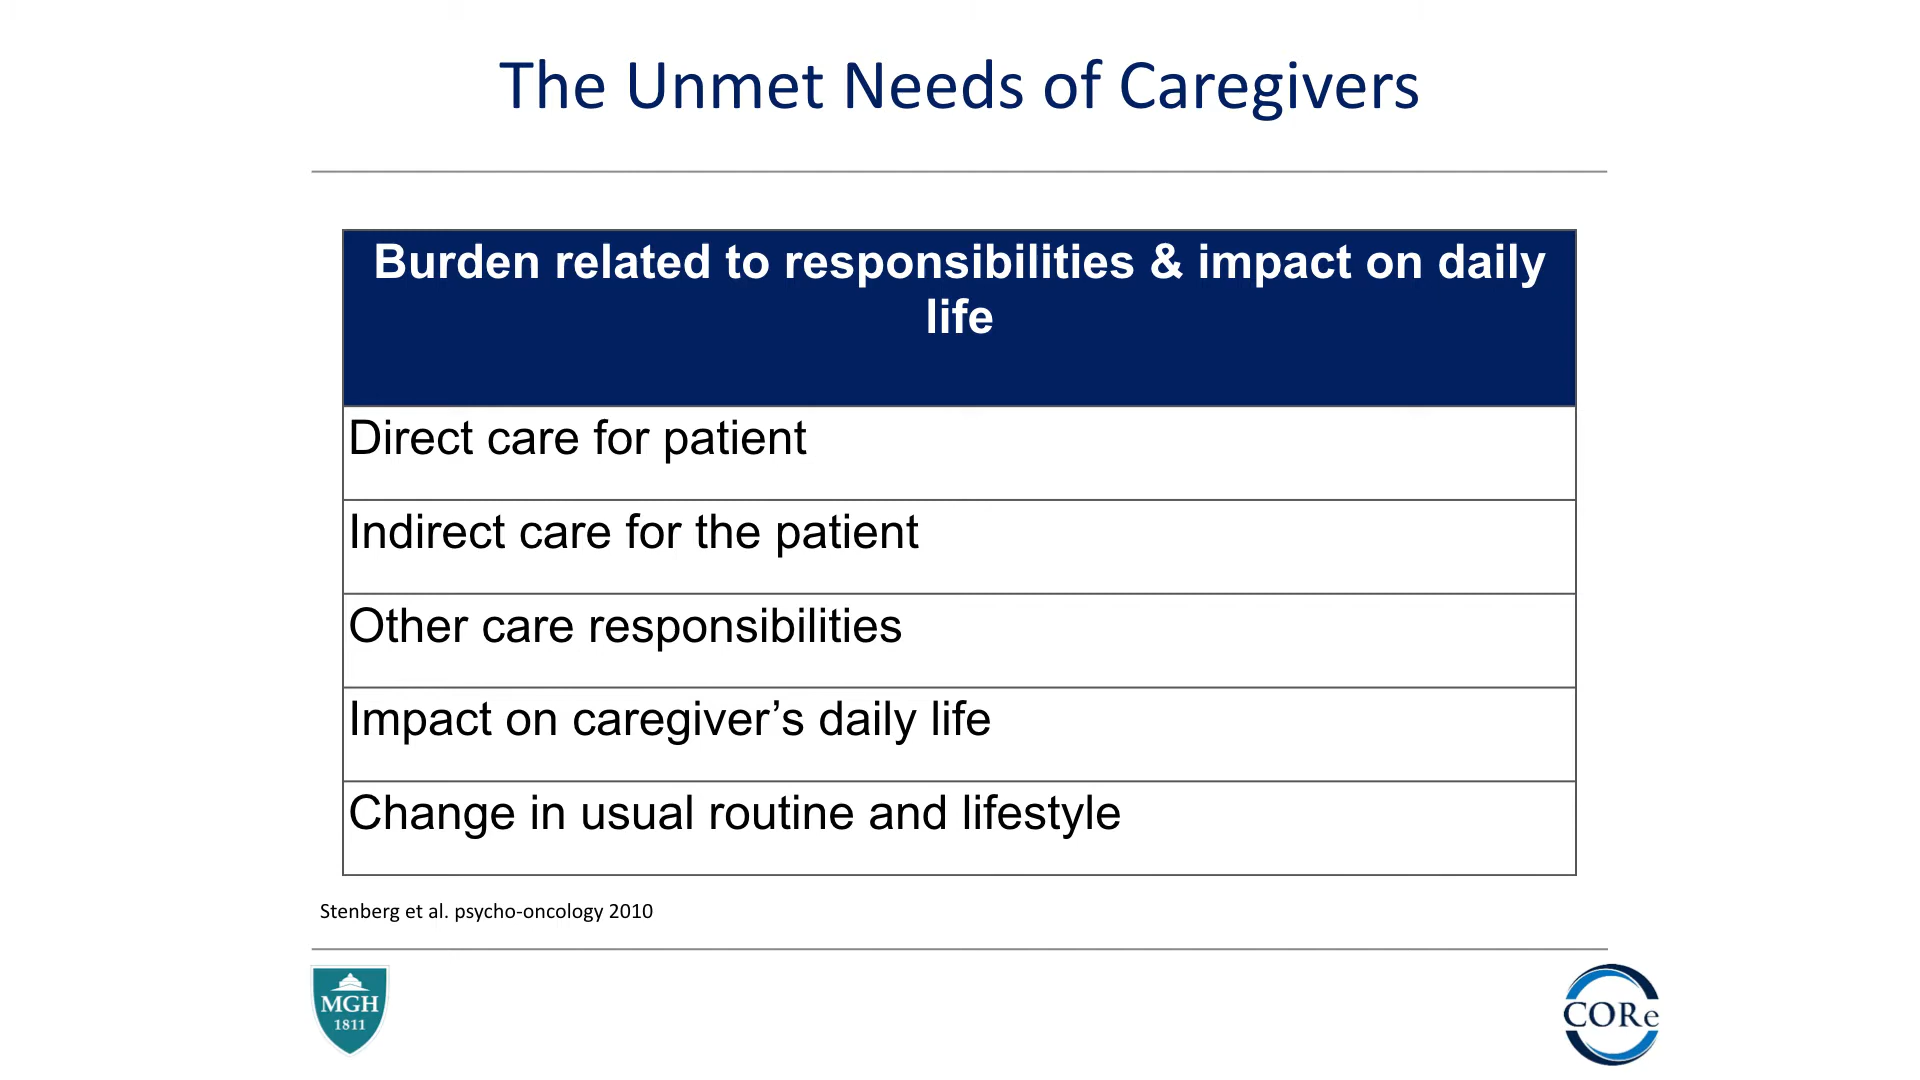 The Unmet Needs of Caregivers
Burden related to responsibilities & impact on daily
life
Direct care for patient
Indirect care for the patient
Other care responsibilities
Impact on caregiver’s daily life
Change in usual routine and lifestyle
Stenberg et al. psycho-oncology 2010
MGH
1811
CORe